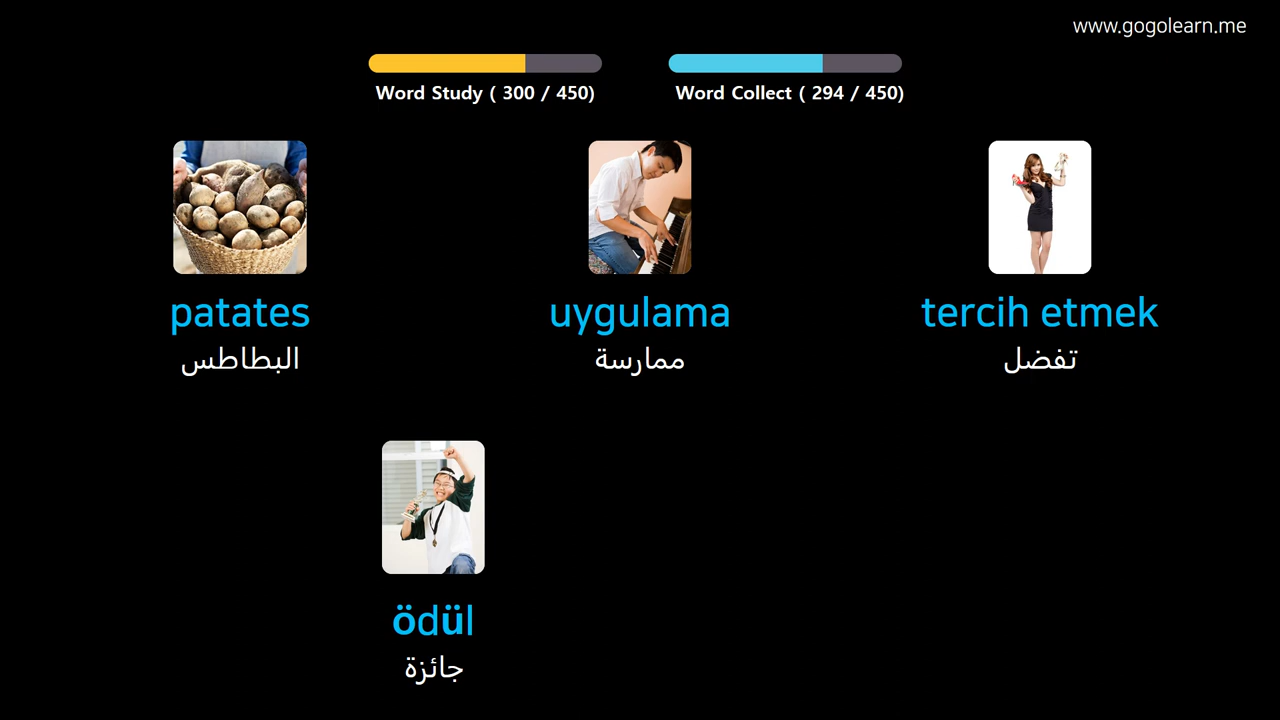 www.gogolearn.me
Word Study ( 300 / 450)
Word Collect ( 294 / 450)
patates
البطاطس
uygulama
ممارسة
tercih etmek
تفضل
ödül
جائزة